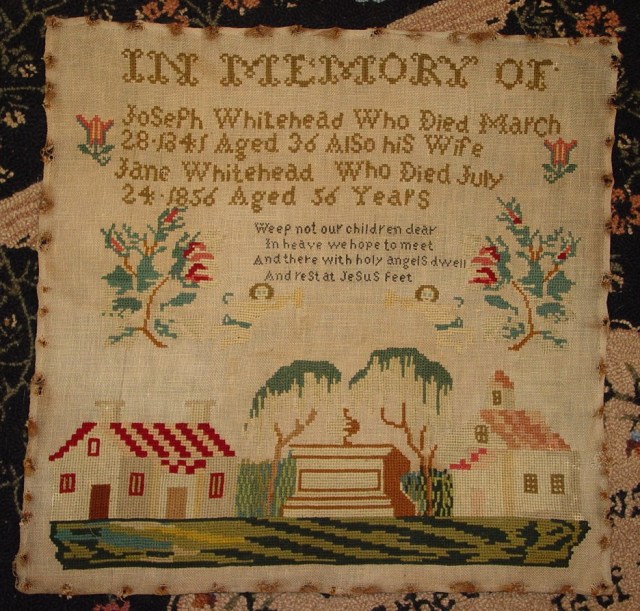 IN MEMORY OF
JoSeph Whitehead Who Died March
28·1841 Aged 36 AlSo hiS Wife
Jane Whitehead Who Died July
24·1856 Aged 56 YearS
Weep not our children dear
In heave we hope to meet
And there with holy angelS dwell
And reSt at JeSuS feet